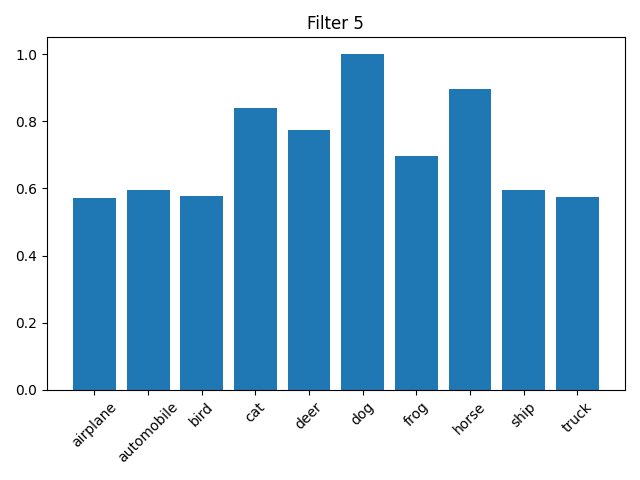 Filter 5
1.0
0.8
0.6
0.4
0.2
0.0
airplane
automobile
bird
cat
deer
dog
frog
horse
ship
truck